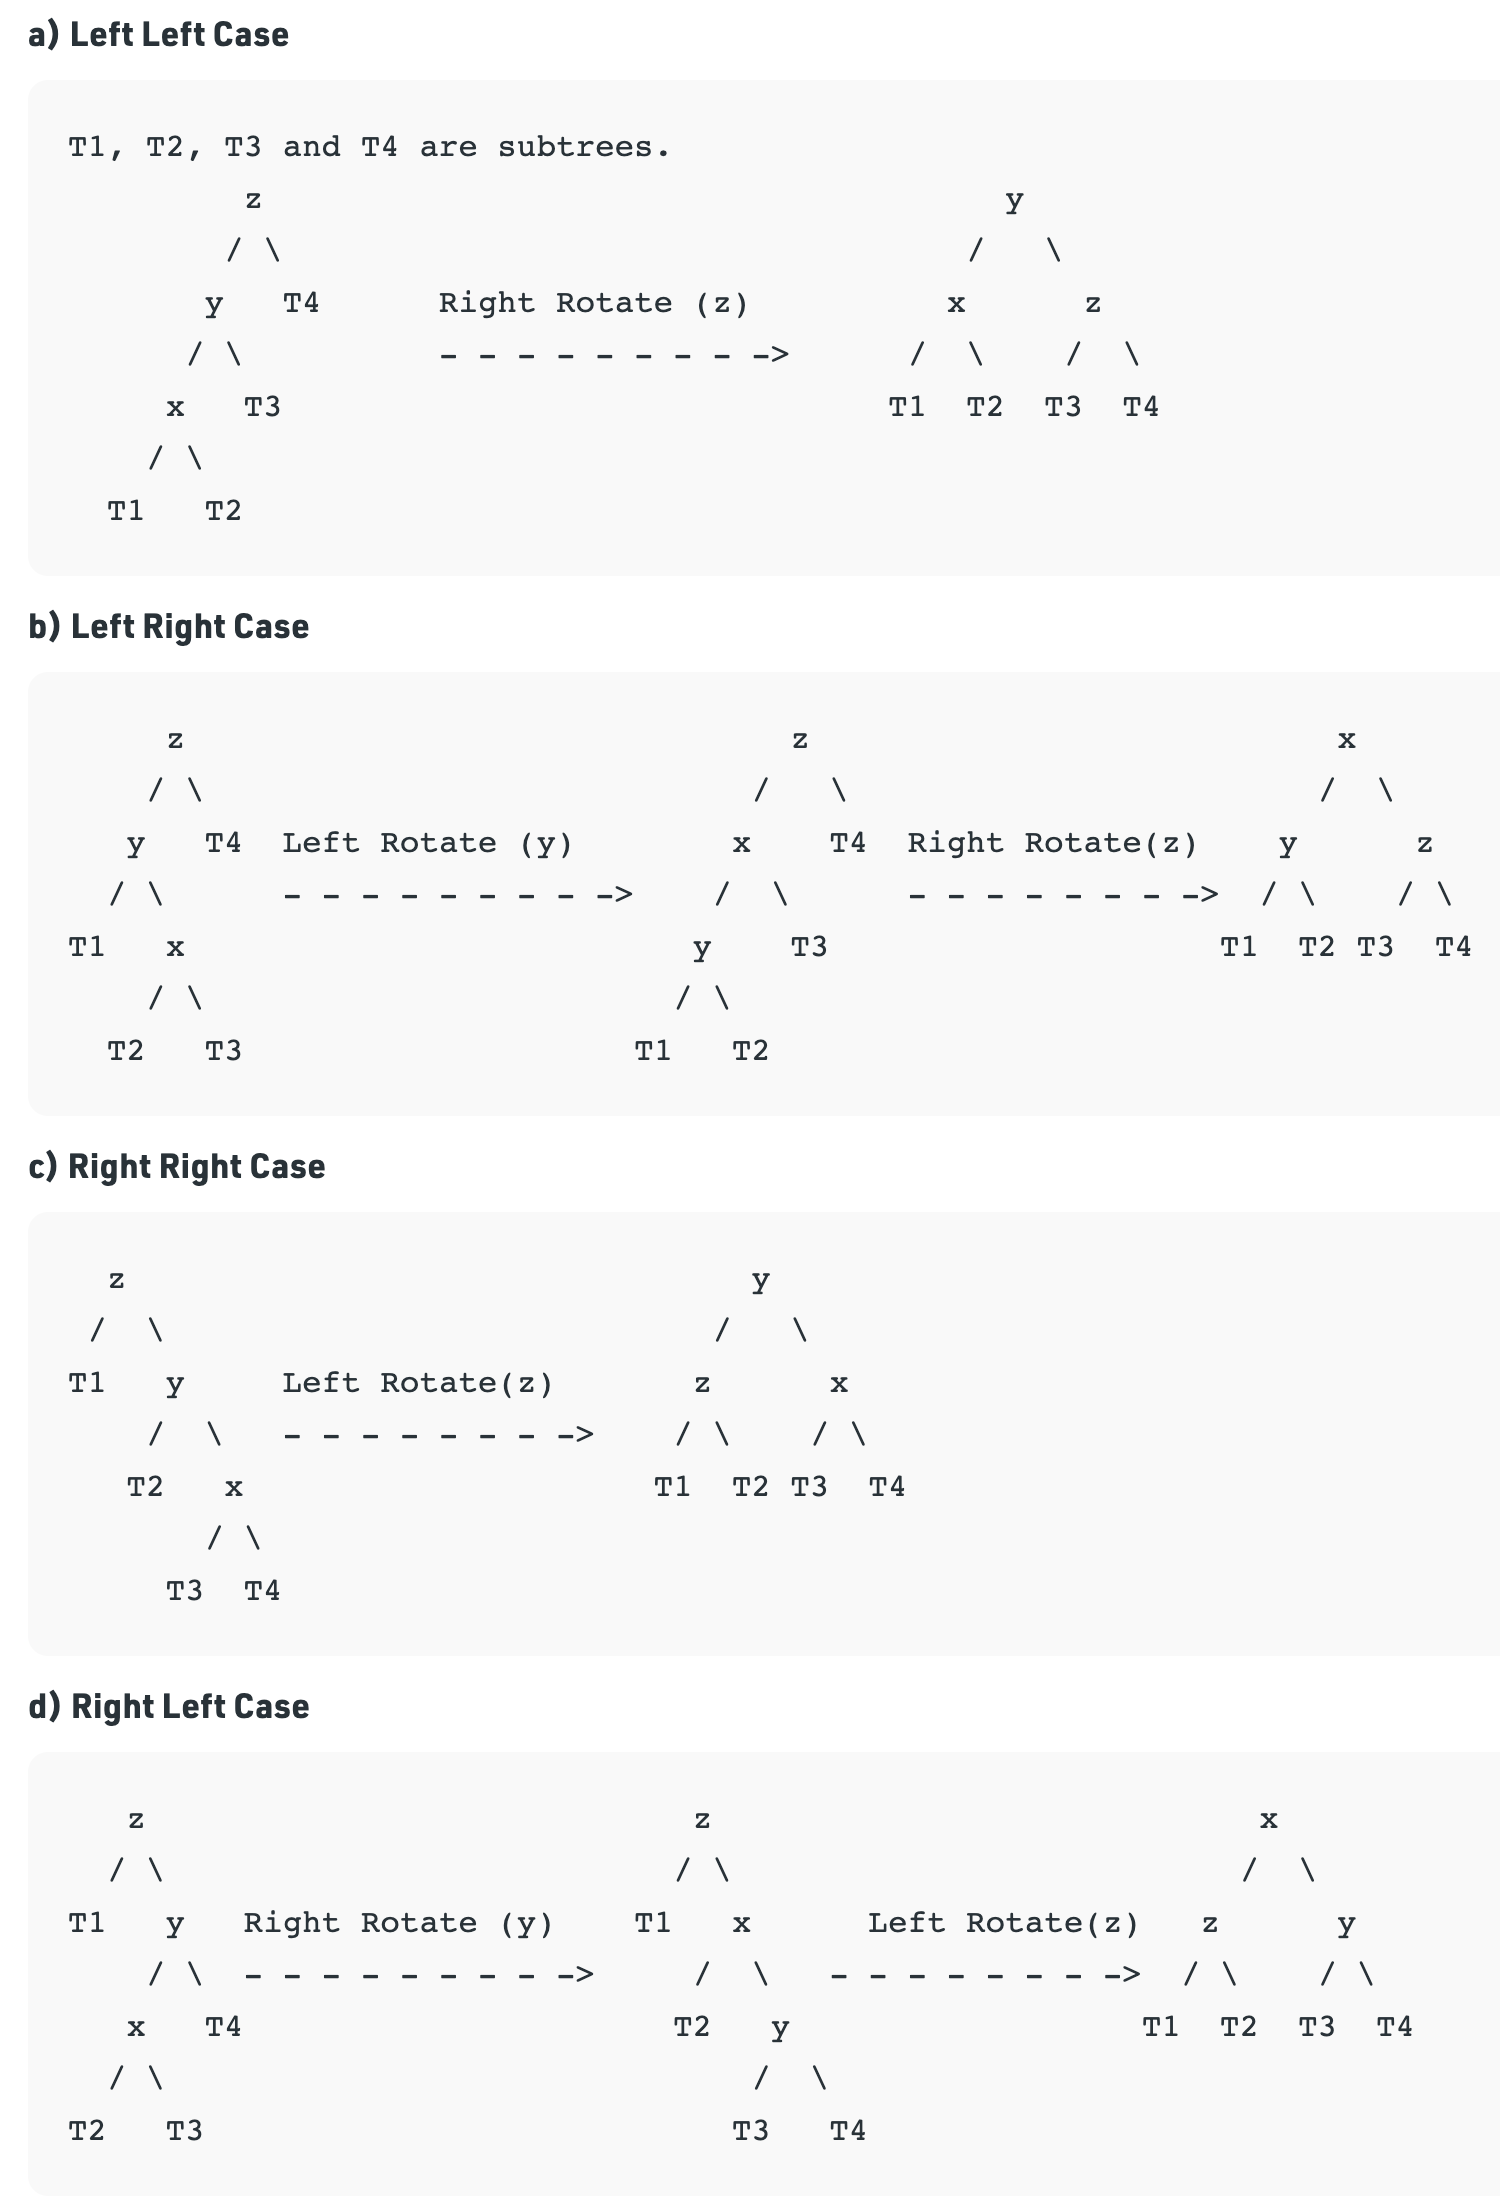 a) Left Left Case
T1, T2, T3 and T4 are subtrees.
         z                                      y
        / \                                   /   \
       y   T4      Right Rotate (z)          x      z
      / \          - - - - - - - - ->      /  \    /  \
     x   T3                               T1  T2  T3  T4
    / \
  T1   T2
b) Left Right Case
     z                               z                           x
    / \                            /   \                        /  \
   y   T4  Left Rotate (y)        x    T4  Right Rotate(z)    y      z
  / \      - - - - - - - - ->    /  \      - - - - - - - ->  / \    / \
T1   x                          y    T3                    T1  T2 T3  T4
    / \                        / \
  T2   T3                    T1   T2
c) Right Right Case
  z                                y
 /  \                            /   \
T1   y     Left Rotate(z)       z      x
    /  \   - - - - - - - ->    / \    / \
   T2   x                     T1  T2 T3  T4
       / \
     T3  T4
d) Right Left Case
   z                            z                            x
  / \                          / \                          /  \
T1   y   Right Rotate (y)    T1   x      Left Rotate(z)   z      y
    / \  - - - - - - - - ->     /  \   - - - - - - - ->  / \    / \
   x   T4                      T2   y                  T1  T2  T3  T4
  / \                              /  \
T2   T3                           T3   T4